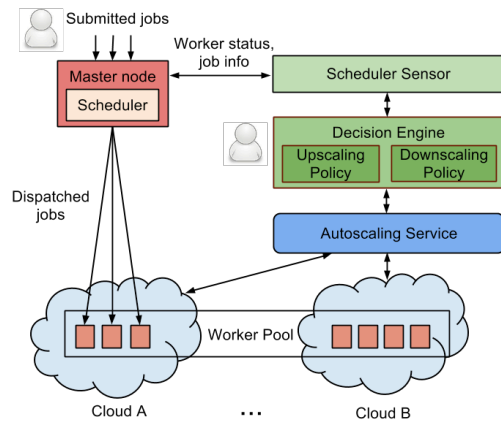 Submitted jobs
Worker status,
job info
Master node
Scheduler
Scheduler Sensor
Decision Engine
Upscaling
Policy
Downscaling
Policy
Dispatched
jobs
Autoscaling Service
Worker Pool
Cloud A
...
Cloud B